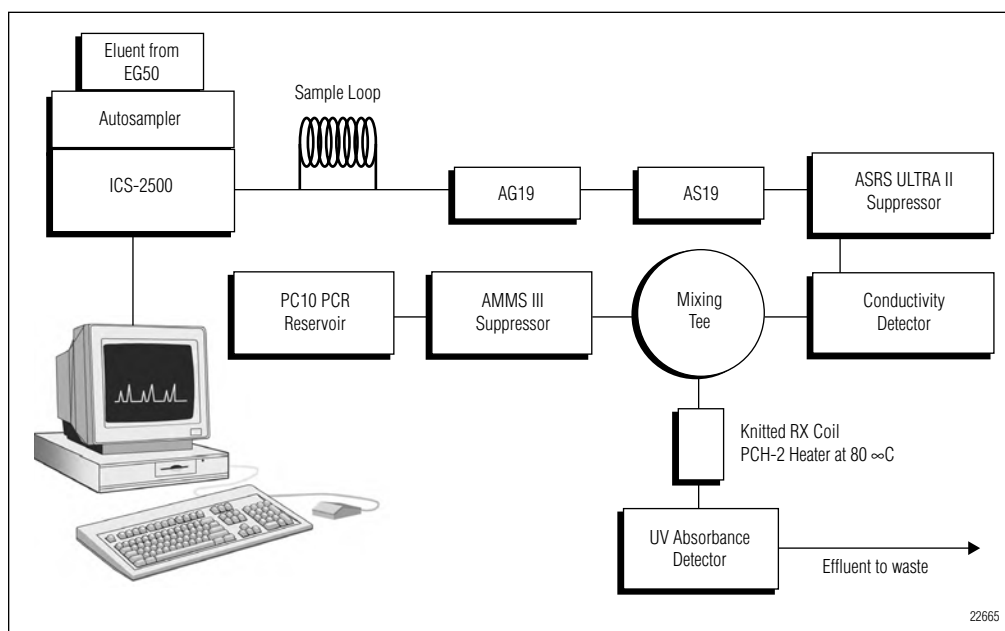 Eluent from
EG50
Autosampler
ICS-2500
Sample Loop
AG19
AS19
ASRS ULTRA II
Suppressor
PC10 PCR
Reservoir
AMMS III
Suppressor
Mixing
Tee
Conductivity
Detector
Knitted RX Coil
PCH-2 Heater at 80 ∞C
UV Absorbance
Detector
Effluent to waste
22665